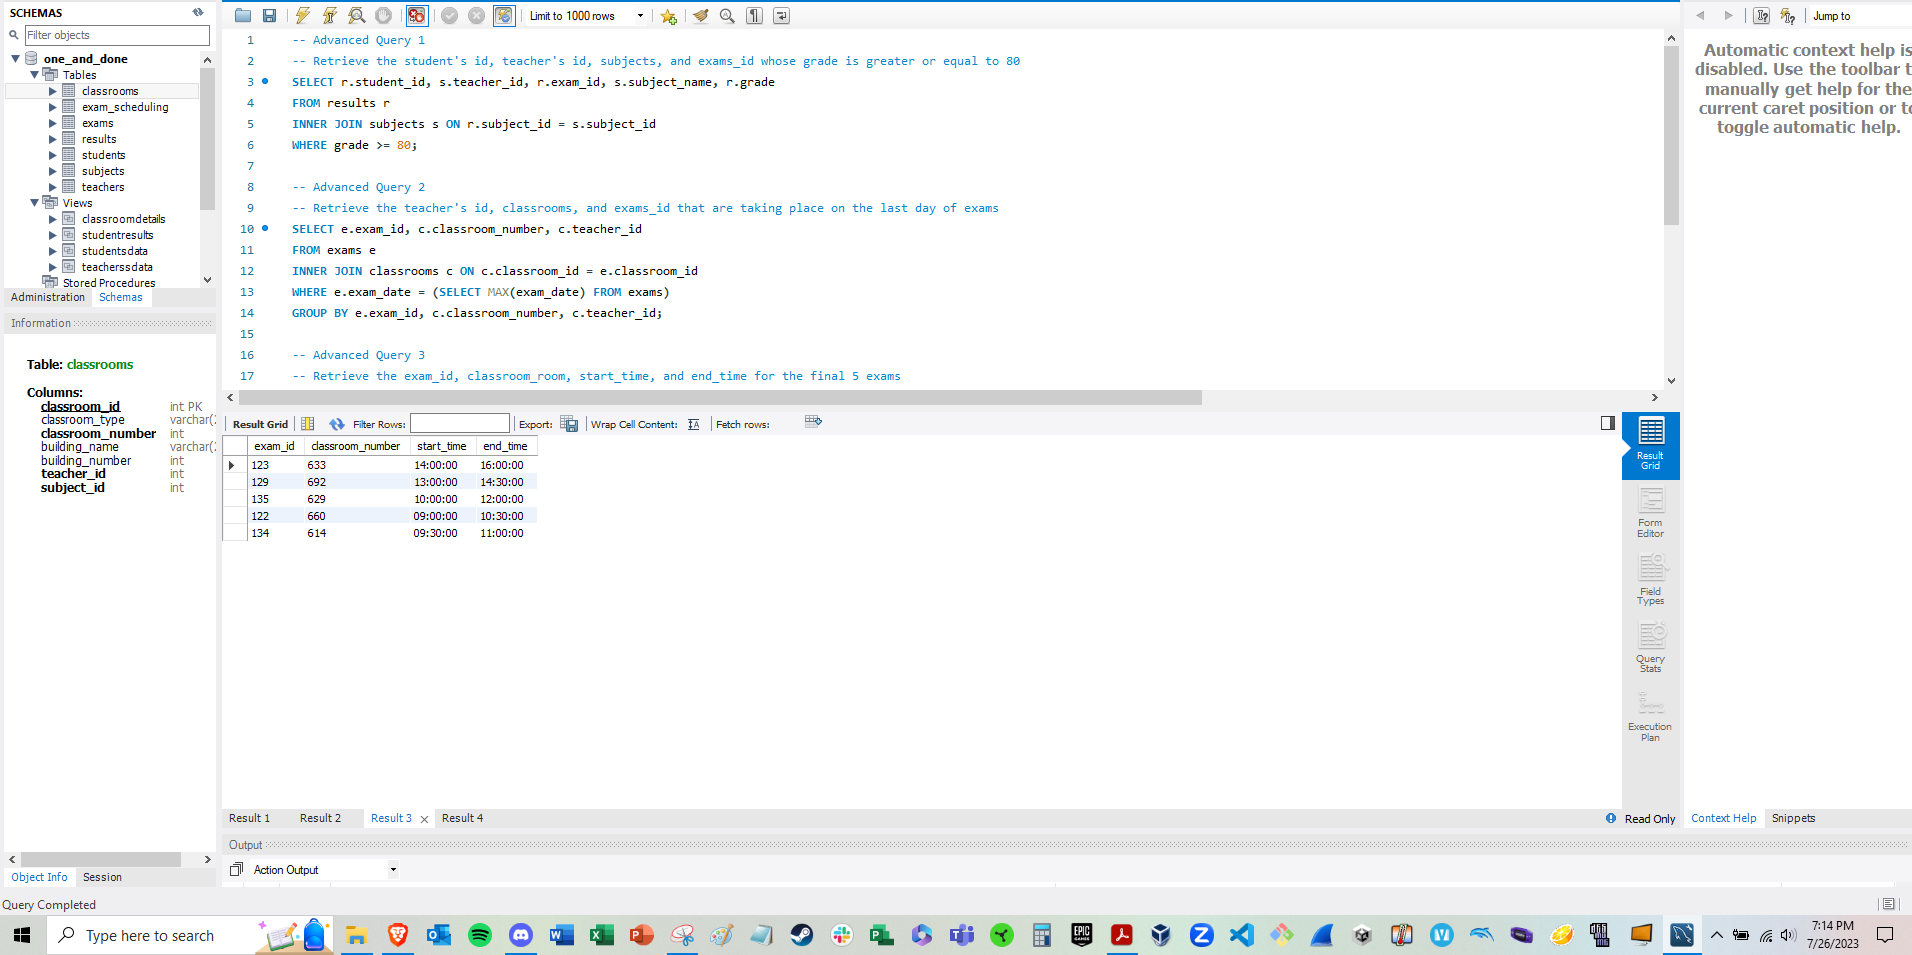 SCHEMAS
Filter objects
one_and_done
Tables
classrooms
exam_scheduling
exams
results
students
subjects
teachers
Views
classroomdetails
studentresults
studentsdata
teacherssdata
Stored Procedures
Administration Schemas
Information
Table: classrooms
Columns:
classroom_id int PK
classroom_type varchar(
classroom_number int
building_name varchar(
building_number int
teacher_id int
subject_id int
Object Info Session
Query Completed
Limit to 1000 rows
1 -- Advanced Query 1
2 -- Retrieve the student's id, teacher's id, subjects, and exams_id whose grade is greater or equal to 80
3 SELECT r.student_id, s.teacher_id, r.exam_id, s.subject_name, r.grade
4 FROM results r
5 INNER JOIN subjects s ON r.subject_id = s.subject_id
6 WHERE grade >= 80;
7
8 -- Advanced Query 2
9 -- Retrieve the teacher's id, classrooms, and exams_id that are taking place on the last day of exams
10 SELECT e.exam_id, c.classroom_number, c.teacher_id
11 FROM exams e
12 INNER JOIN classrooms c ON c.classroom_id = e.classroom_id
13 WHERE e.exam_date = (SELECT MAX(exam_date) FROM exams)
14 GROUP BY e.exam_id, c.classroom_number, c.teacher_id;
15
16 -- Advanced Query 3
17 -- Retrieve the exam_id, classroom_room, start_time, and end_time for the final 5 exams
Result Grid Filter Rows: Export: Wrap Cell Content: Fetch rows:
exam_id classroom_number start_time end_time
123 633 14:00:00 16:00:00
129 692 13:00:00 14:30:00
135 629 10:00:00 12:00:00
122 660 09:00:00 10:30:00
134 614 09:30:00 11:00:00
Result
Grid
Form
Editor
Field
Types
Query
Stats
Execution
Plan
Result 1 Result 2 Result 3 Result 4
Read Only
Output
Action Output
Jump to
Automatic context help is
disabled. Use the toolbar t
manually get help for the
current caret position or to
toggle automatic help.
Context Help Snippets
Type here to search
7:14 PM
7/26/2023